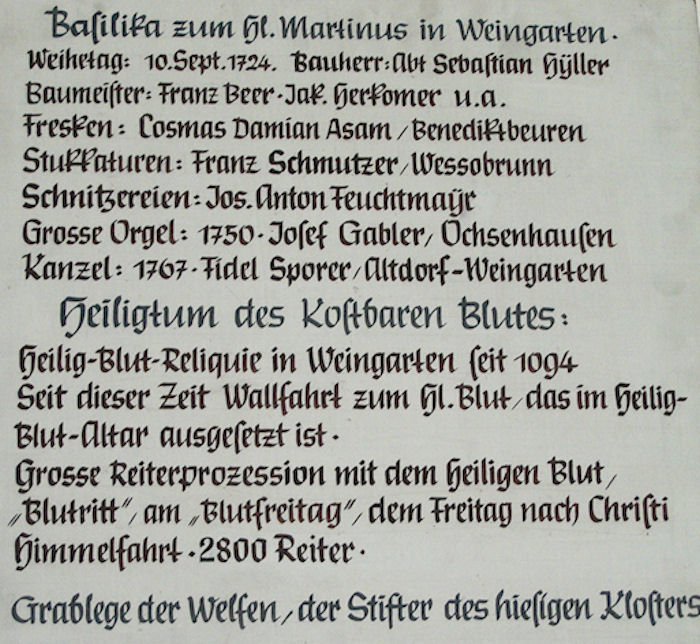 Basilika zum Hl. Martinus in Weingarten.
Weihetag: 10. Sept. 1724. Bauherr: Abt Sebastian Hÿller
Baumeister: Franz Beer · Jak. Herkomer u.a.
Fresken: Cosmas Damian Asam / Benediktbeuren
Stukkaturen: Franz Schmutzer / Wessobrunn
Schnitzereien: Jos. Anton Feuchtmaÿr
Grosse Orgel: 1750 · Josef Gabler / Ochsenhausen
Kanzel: 1767 · Fidel Sporer / Altdorf-Weingarten
Heiligtum des Kostbaren Blutes:
Heilig-Blut-Reliquie in Weingarten seit 1094
Seit dieser Zeit Wallfahrt zum Hl. Blut / das im Heilig-
Blut-Altar ausgesetzt ist.
Grosse Reiterprozession mit dem Heiligen Blut /
„Blutritt“ / am „Blutfreitag“ / dem Freitag nach Christi
Himmelfahrt · 2800 Reiter ·
Grablege der Welfen / der Stifter des hiesigen Klosters